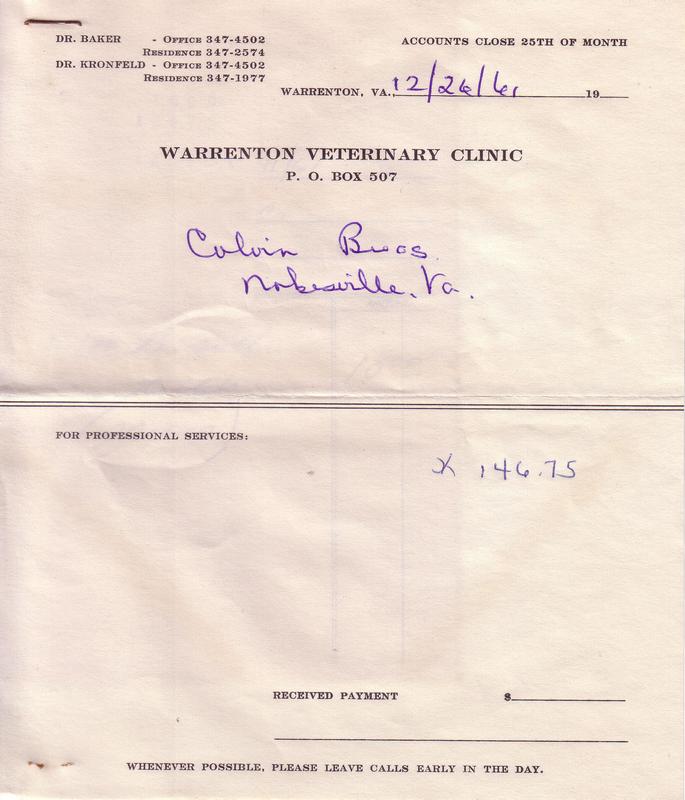 DR. BAKER - OFFICE 347-4502
RESIDENCE 347-2574
DR. KRONFELD - OFFICE 347-4502
RESIDENCE 347-1977
ACCOUNTS CLOSE 25TH OF MONTH
WARRENTON, VA., 12/26/61 19
WARRENTON VETERINARY CLINIC
P. O. BOX 507
Colvin Bros.
Nokesville, Va.
FOR PROFESSIONAL SERVICES:
X 146.75
RECEIVED PAYMENT $
WHENEVER POSSIBLE, PLEASE LEAVE CALLS EARLY IN THE DAY.